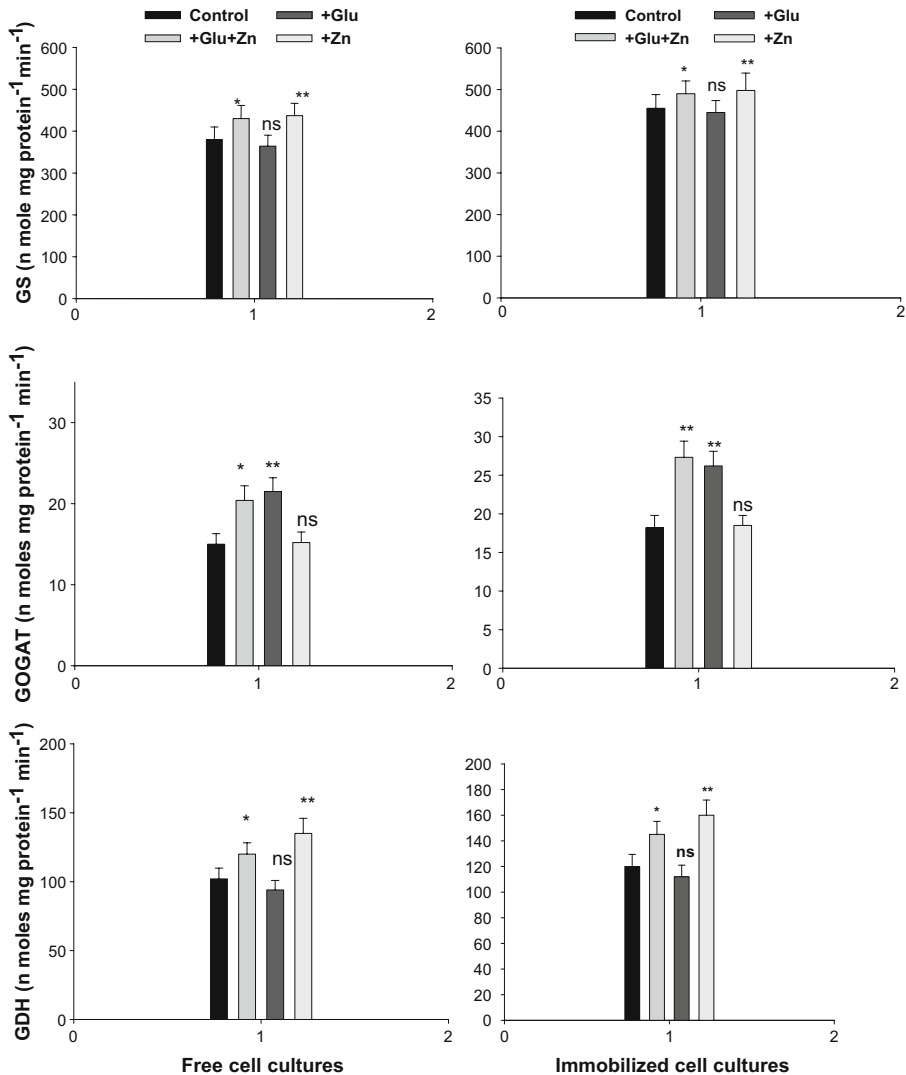 Control +Glu
+Glu+Zn +Zn
Control +Glu
+Glu+Zn +Zn
GS (n mole mg protein⁻¹min⁻¹)
600
500
400
300
400
200
100
0
* ns **
0 1 2
600
500
400
300
400
200
100
0
* ns **
0 1 2
GOGAT (n moles mg protein⁻¹ min⁻¹)
30
20
10
0
* ** ns
0 1 2
35
30
25
20
15
10
5
0
** ** ns
0 1 2
GDH (n moles mg protein⁻¹ min⁻¹)
200
150
100
50
0
* ns **
0 1 2
Free cell cultures
200
180
160
140
120
100
80
60
40
20
0
* ns **
0 1 2
Immobilized cell cultures